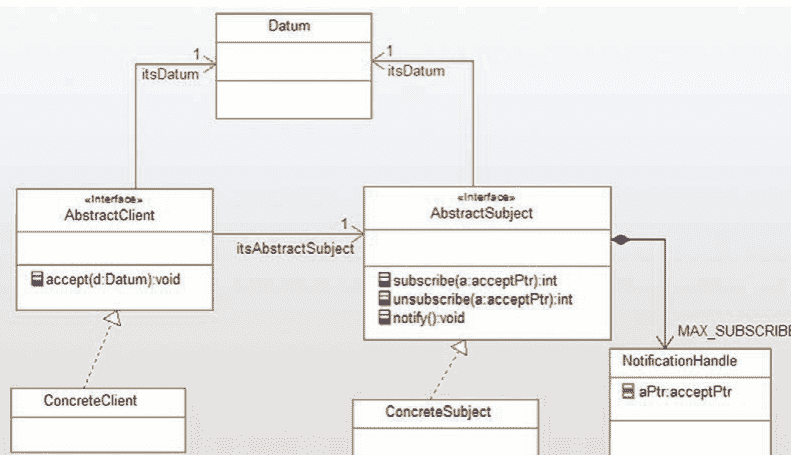 Datum
1
1
itsDatum
itsDatum
«Interface»
AbstractClient
«Interface»
AbstractSubject
1
itsAbstractSubject
accept(d:Datum):void
subscribe(a:acceptPtr):int
unsubscribe(a:acceptPtr):int
notify():void
MAX_SUBSCRIBE
NotificationHandle
aPtr:acceptPtr
ConcreteClient
ConcreteSubject